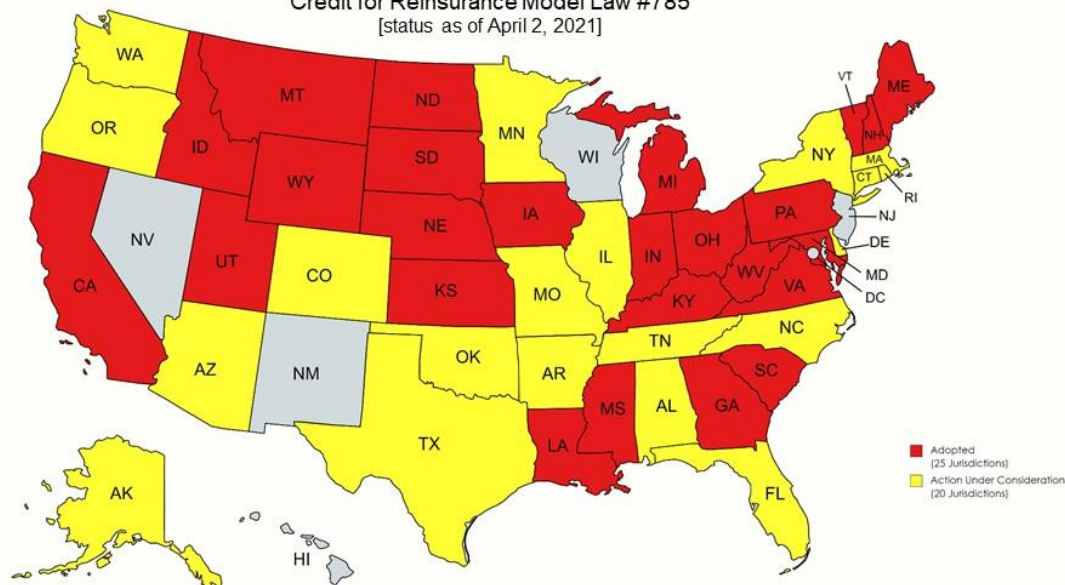 Credit for Reinsurance Model Law #785
[status as of April 2, 2021]
WA
MT
ND
MN
VT
ME
OR
ID
SD
WI
NH
NY
MA
WY
MI
CT
RI
IA
NE
PA
NJ
NV
OH
DE
UT
IL
IN
CO
WV
MD
CA
KS
MO
VA
KY
DC
NC
TN
OK
AZ
NM
AR
SC
MS
AL
GA
TX
LA
Adopted
(25 Jurisdictions)
Action Under Consideration
(20 Jurisdictions)
AK
FL
HI